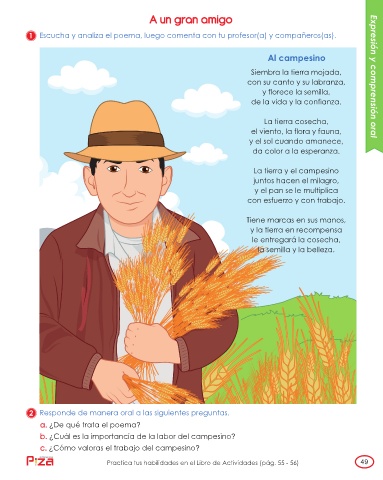 A un gran amigo
1 Escucha y analiza el poema, luego comenta con tu profesor(a) y compañeros(as).
Expresión y comprensión oral
Al campesino
Siembra la tierra mojada,
con su canto y su labranza,
y florece la semilla,
de la vida y la confianza.
La tierra cosecha,
el viento, la flora y fauna,
y el sol cuando amanece,
da color a la esperanza.
La tierra y el campesino
juntos hacen el milagro,
y el pan se le multiplica
con esfuerzo y con trabajo.
Tiene marcas en sus manos,
y la tierra en recompensa
le entregará la cosecha,
la semilla y la belleza.
2 Responde de manera oral a las siguientes preguntas.
a. ¿De qué trata el poema?
b. ¿Cuál es la importancia de la labor del campesino?
c. ¿Cómo valoras el trabajo del campesino?
Practica tus habilidades en el Libro de Actividades (pág. 55 - 56)
49